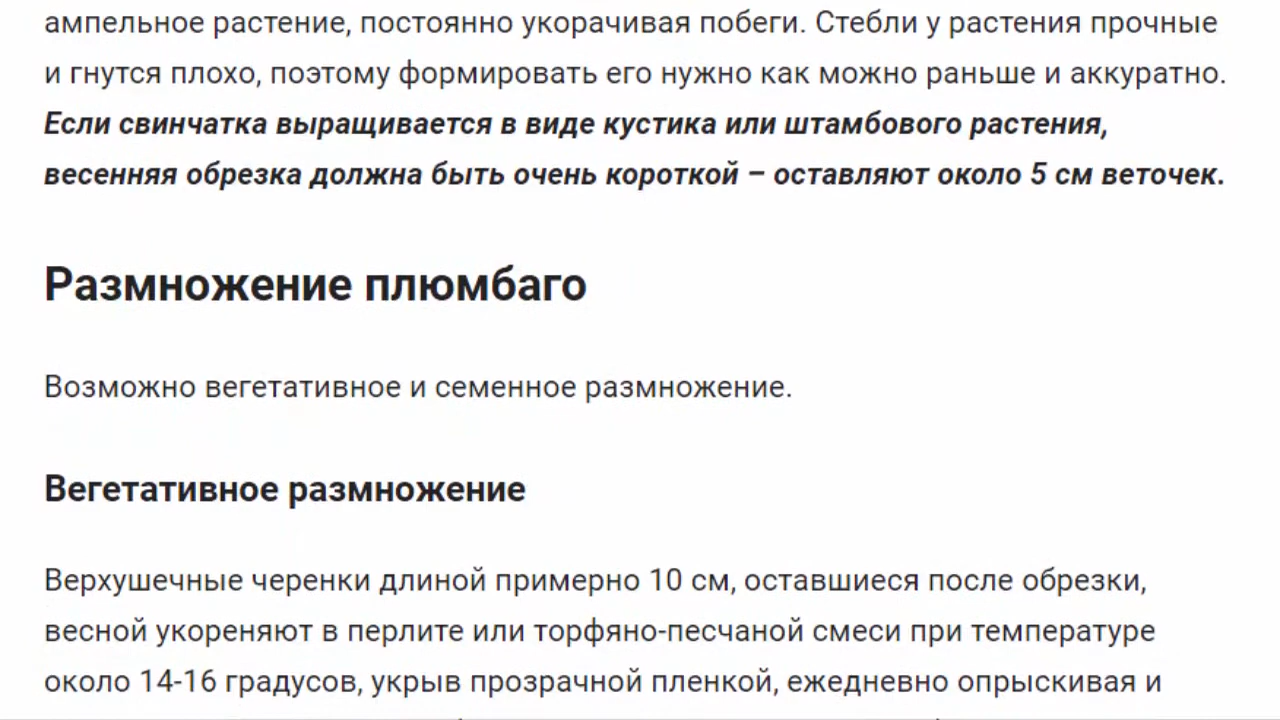 ампельное растение, постоянно укорачивая побеги. Стебли у растения прочные
и гнутся плохо, поэтому формировать его нужно как можно раньше и аккуратно.
Если свинчатка выращивается в виде кустика или штамбового растения,
весенняя обрезка должна быть очень короткой – оставляют около 5 см веточек.
Размножение плюмбаго
Возможно вегетативное и семенное размножение.
Вегетативное размножение
Верхушечные черенки длиной примерно 10 см, оставшиеся после обрезки,
весной укореняют в перлите или торфяно-песчаной смеси при температуре
около 14-16 градусов, укрыв прозрачной пленкой, ежедневно опрыскивая и